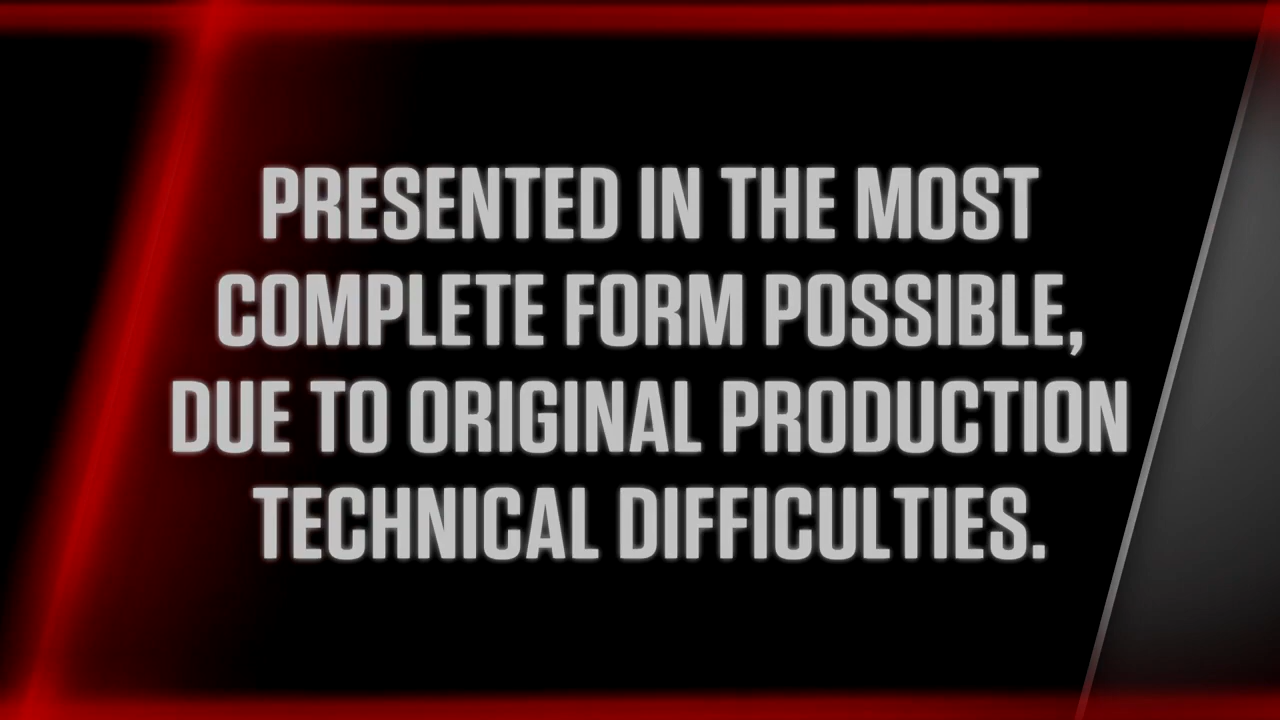 PRESENTED IN THE MOST
COMPLETE FORM POSSIBLE,
DUE TO ORIGINAL PRODUCTION
TECHNICAL DIFFICULTIES.